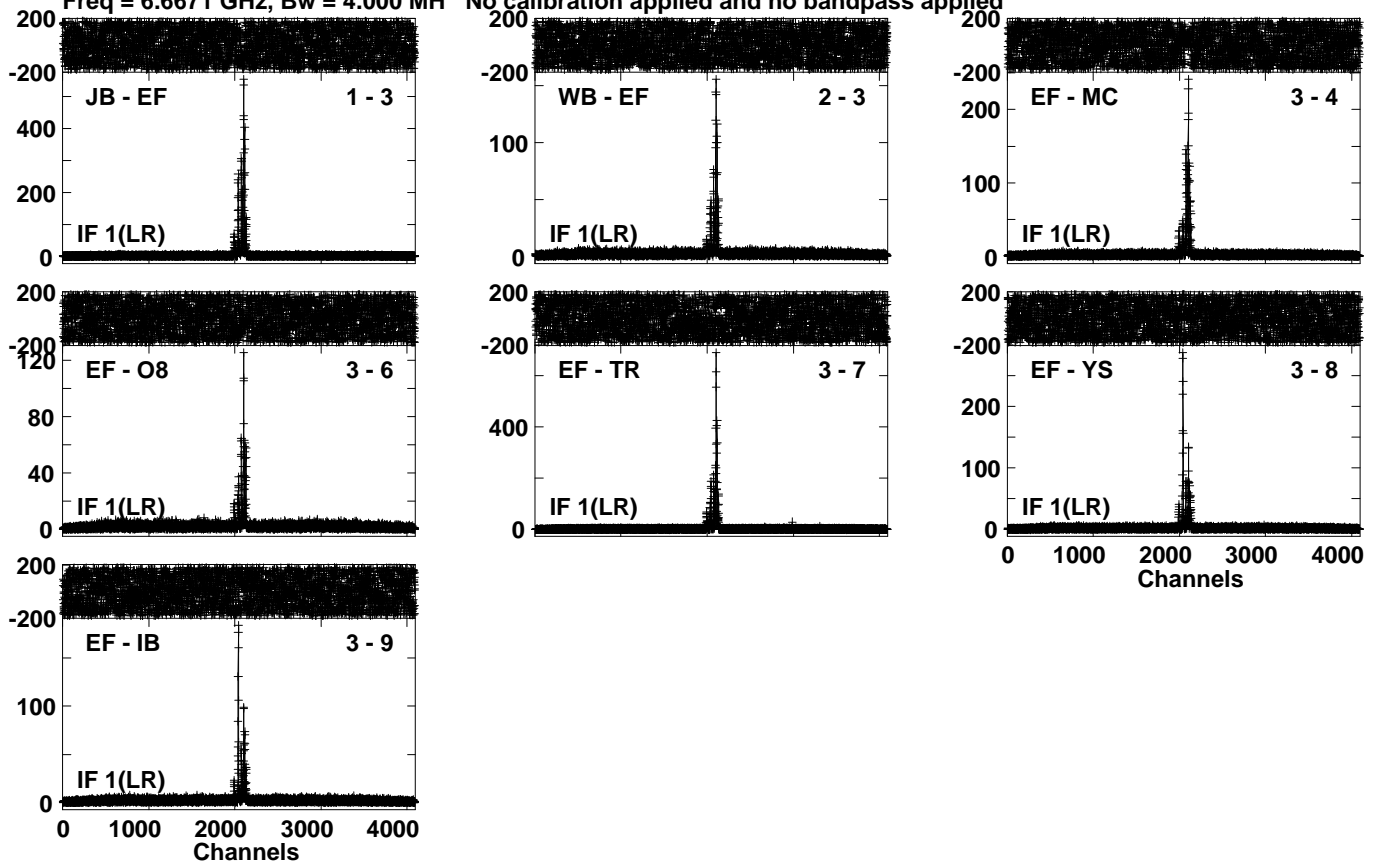 Freq = 6.6671 GHz, Bw = 4.000 MH No calibration applied and no bandpass applied
200
-200
JB - EF 1 - 3
400
200
IF 1(LR)
0
WB - EF 2 - 3
100
IF 1(LR)
0
200
-200
EF - MC 3 - 4
200
100
IF 1(LR)
0
200
-200
120
EF - O8 3 - 6
80
40
IF 1(LR)
0
EF - TR 3 - 7
400
IF 1(LR)
0
200
-200
EF - YS 3 - 8
200
100
IF 1(LR)
0
0 1000 2000 3000 4000
Channels
200
-200
EF - IB 3 - 9
100
IF 1(LR)
0
0 1000 2000 3000 4000
Channels